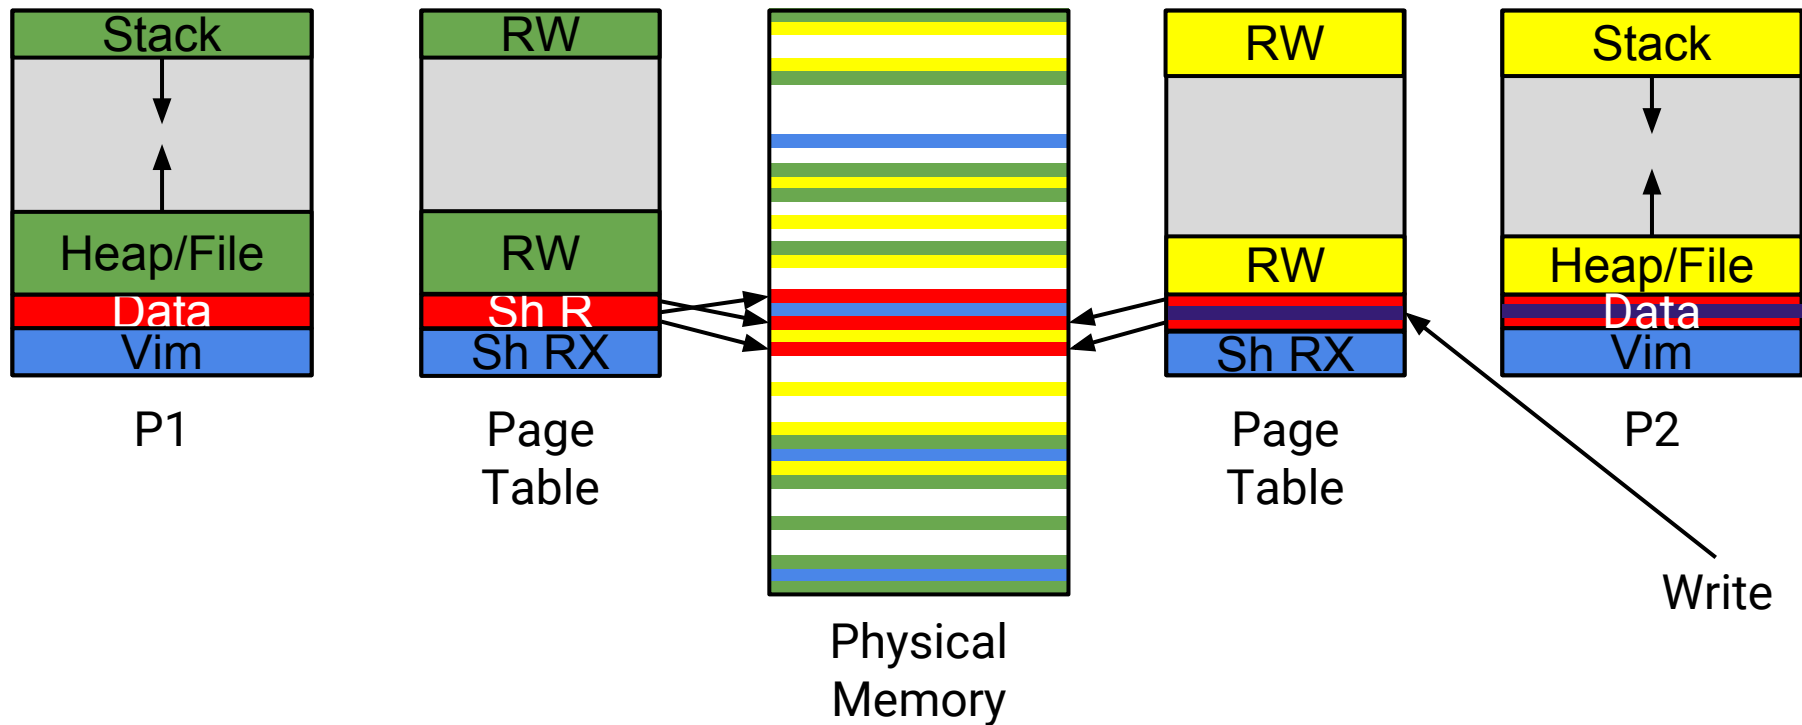 Stack
RW
RW
Stack
Heap/File
RW
RW
Heap/File
Data
Sh R
Data
Vim
Sh RX
Sh RX
Vim
P1
Page
Table
Page
Table
P2
Write
Physical
Memory